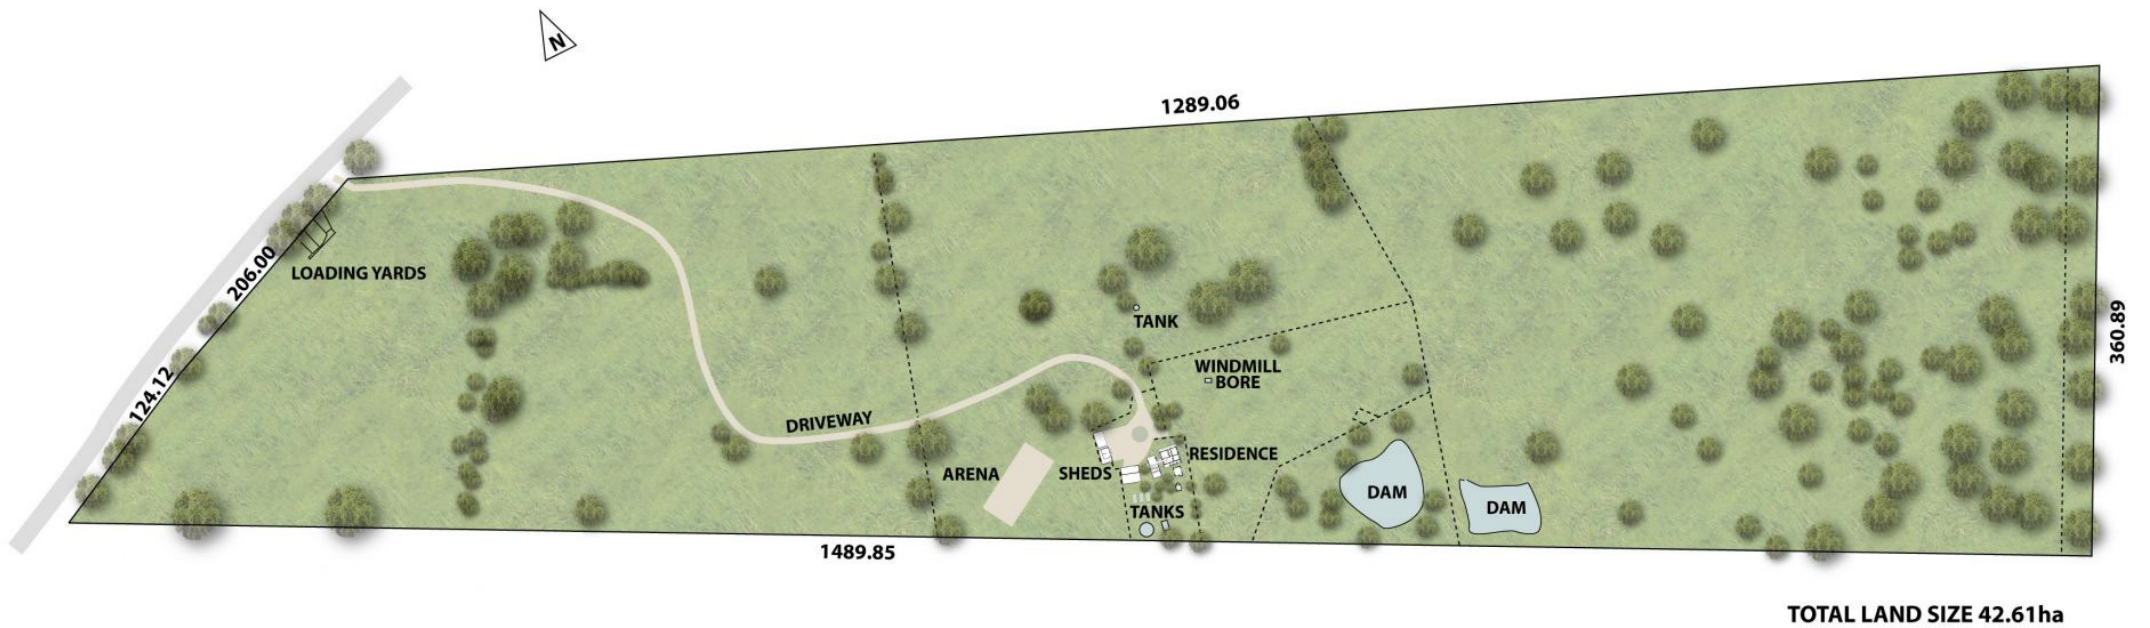 N
1289.06
206.00
LOADING YARDS
124.12
TANK
WINDMILL
BORE
360.89
DRIVEWAY
ARENA
SHEDS
RESIDENCE
DAM
DAM
TANKS
1489.85
TOTAL LAND SIZE 42.61ha